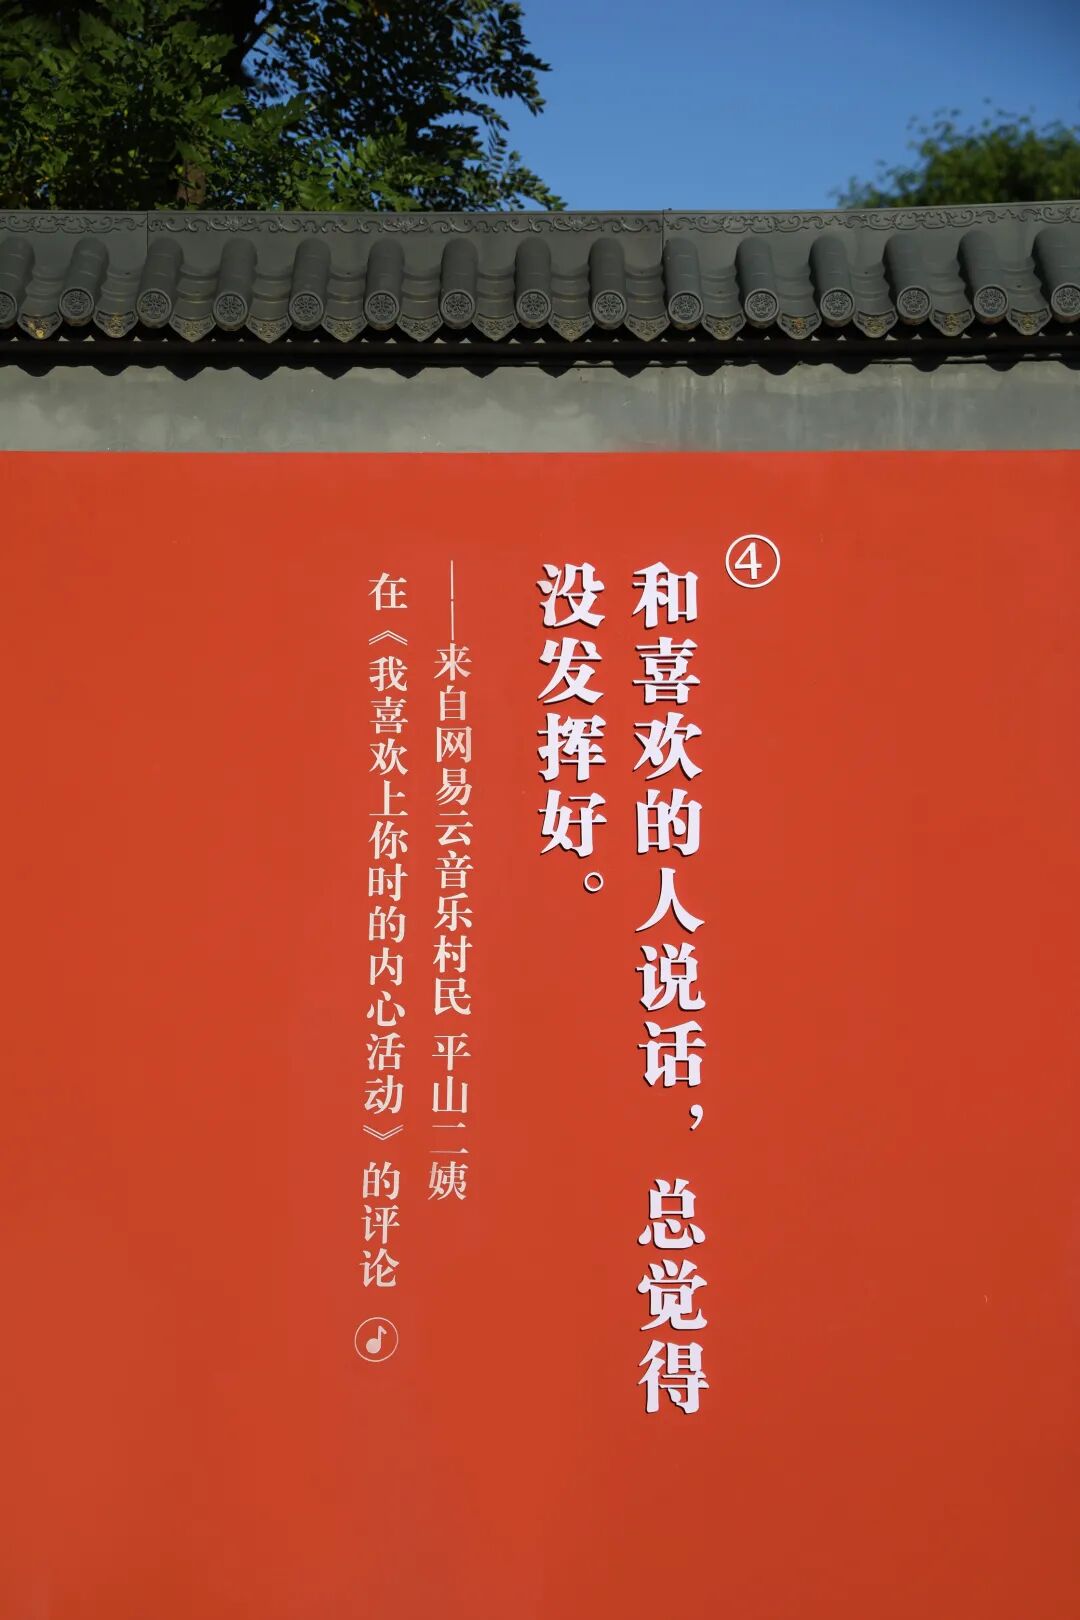 ④
和喜欢的人说话，总觉得
没发挥好。
——来自网易云音乐村民 平山二姨
在《我喜欢上你时的内心活动》的评论